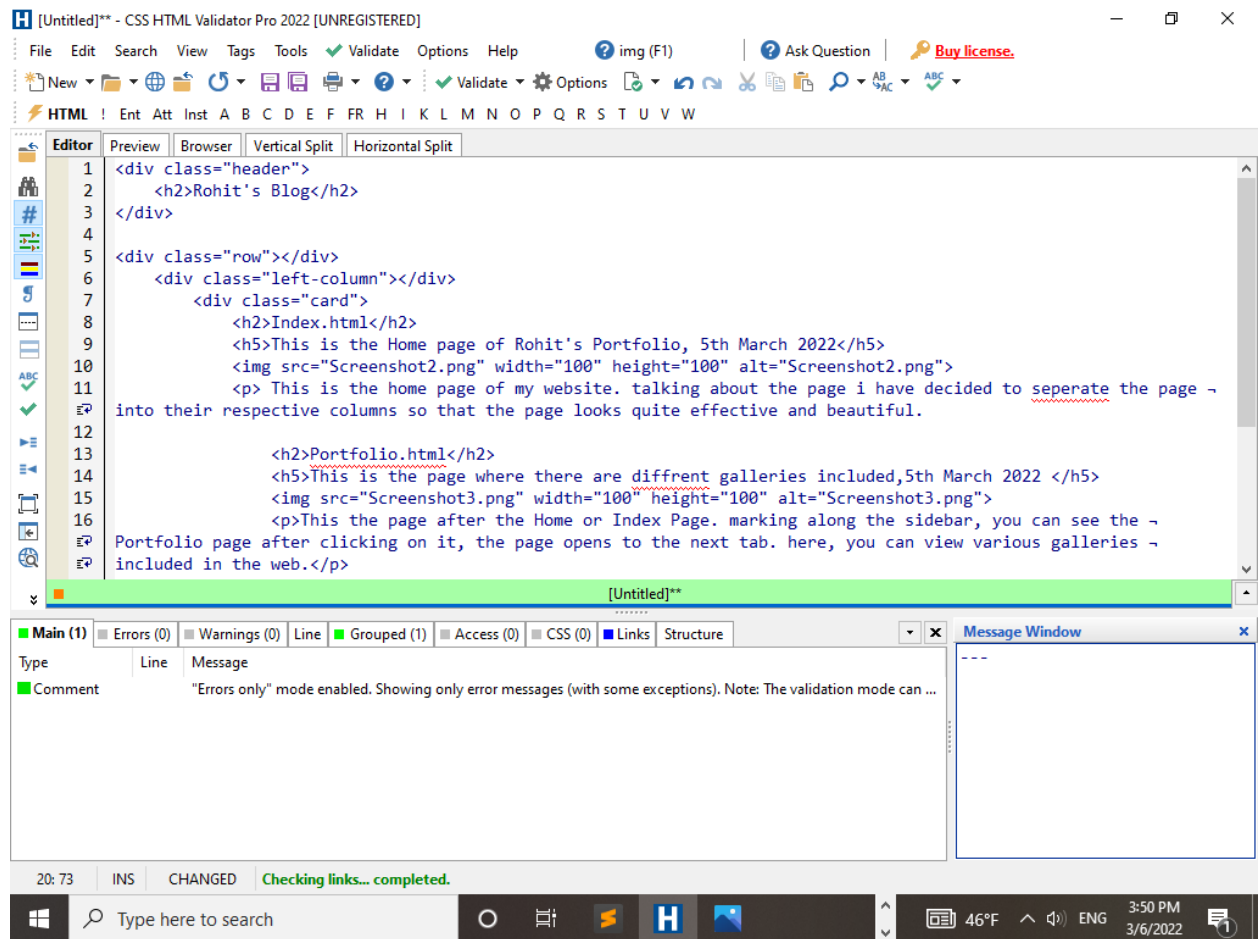 [Untitled]** - CSS HTML Validator Pro 2022 [UNREGISTERED]
File Edit Search View Tags Tools Validate Options Help img (F1) Ask Question Buy license.
New Validate Options
HTML ! Ent Att Inst A B C D E F FR H I K L M N O P Q R S T U V W
Editor Preview Browser Vertical Split Horizontal Split
1 <div class="header">
2 <h2>Rohit's Blog</h2>
3 </div>
4
5 <div class="row"></div>
6 <div class="left-column"></div>
7 <div class="card">
8 <h2>Index.html</h2>
9 <h5>This is the Home page of Rohit's Portfolio, 5th March 2022</h5>
10 <img src="Screenshot2.png" width="100" height="100" alt="Screenshot2.png">
11 <p> This is the home page of my website. talking about the page i have decided to seperate the page ¬
into their respective columns so that the page looks quite effective and beautiful.
12
13 <h2>Portfolio.html</h2>
14 <h5>This is the page where there are diffrent galleries included,5th March 2022 </h5>
15 <img src="Screenshot3.png" width="100" height="100" alt="Screenshot3.png">
16 <p>This the page after the Home or Index Page. marking along the sidebar, you can see the ¬
Portfolio page after clicking on it, the page opens to the next tab. here, you can view various galleries ¬
included in the web.</p>
[Untitled]**
Main (1) Errors (0) Warnings (0) Line Grouped (1) Access (0) CSS (0) Links Structure
Message Window
Type Line Message
---
Comment "Errors only" mode enabled. Showing only error messages (with some exceptions). Note: The validation mode can ...
20: 73 INS CHANGED Checking links... completed.
Type here to search
46°F ENG 3:50 PM
3/6/2022
1